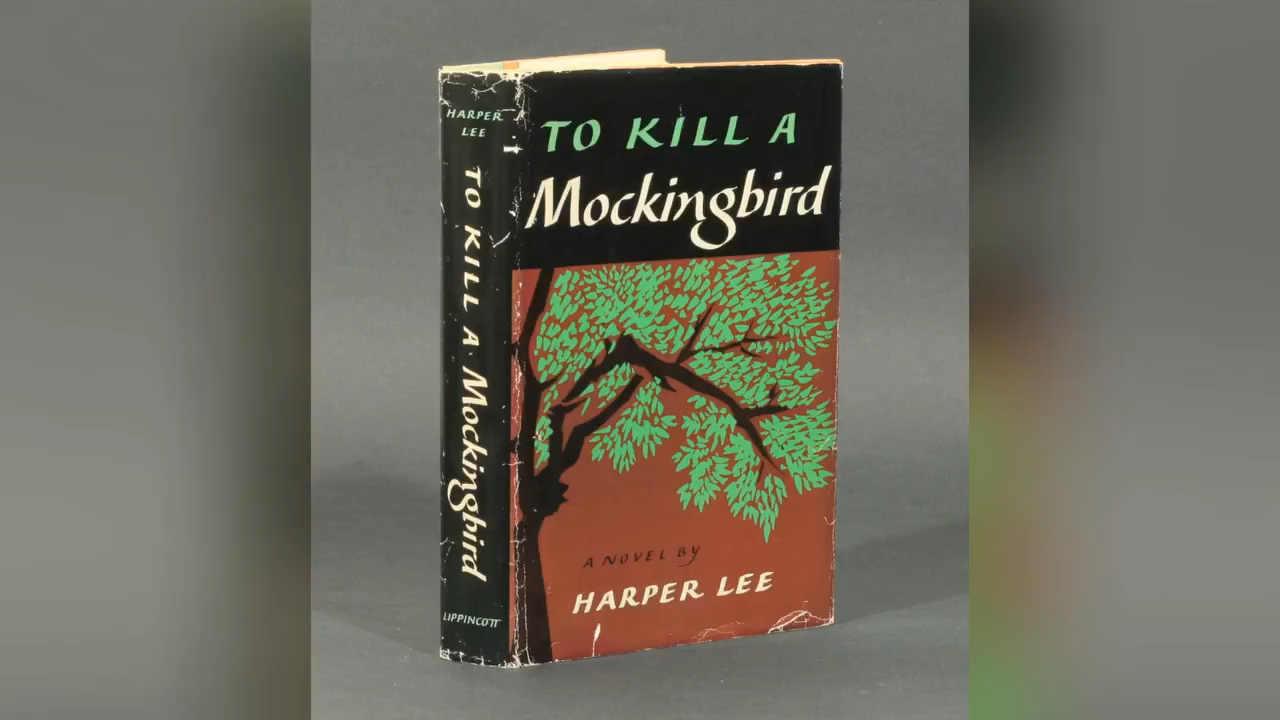 HARPER
LEE
TO KILL A Mockingbird
LIPPINCOTT
TO KILL A
Mockingbird
A NOVEL BY
HARPER LEE